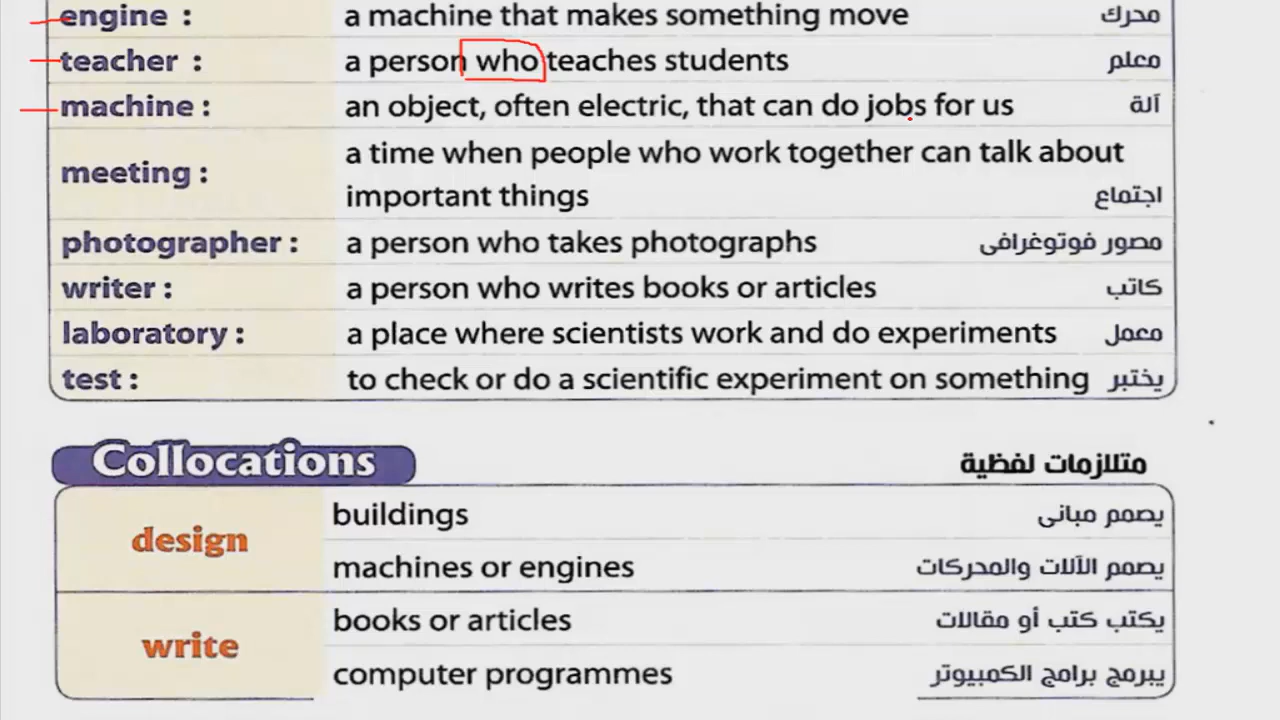 engine : a machine that makes something move محرك
teacher : a person who teaches students معلم
machine : an object, often electric, that can do jobs for us آلة
meeting : a time when people who work together can talk about
important things اجتماع
photographer : a person who takes photographs مصور فوتوغرافى
writer : a person who writes books or articles كاتب
laboratory : a place where scientists work and do experiments معمل
test : to check or do a scientific experiment on something يختبر
Collocations متلازمات لفظية
design
buildings يصمم مبانى
machines or engines يصمم الآلات والمحركات
write
books or articles يكتب كتب أو مقالات
computer programmes يبرمج برامج الكمبيوتر